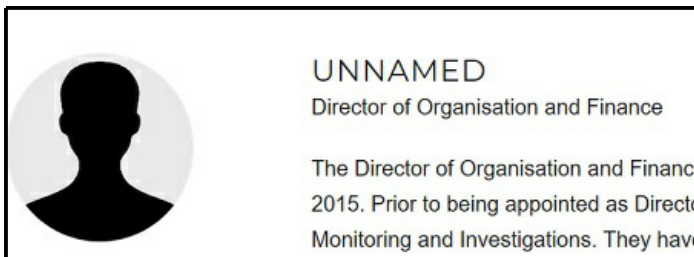 UNNAMED
Director of Organisation and Finance
The Director of Organisation and Financ
2015. Prior to being appointed as Directo
Monitoring and Investigations. They have